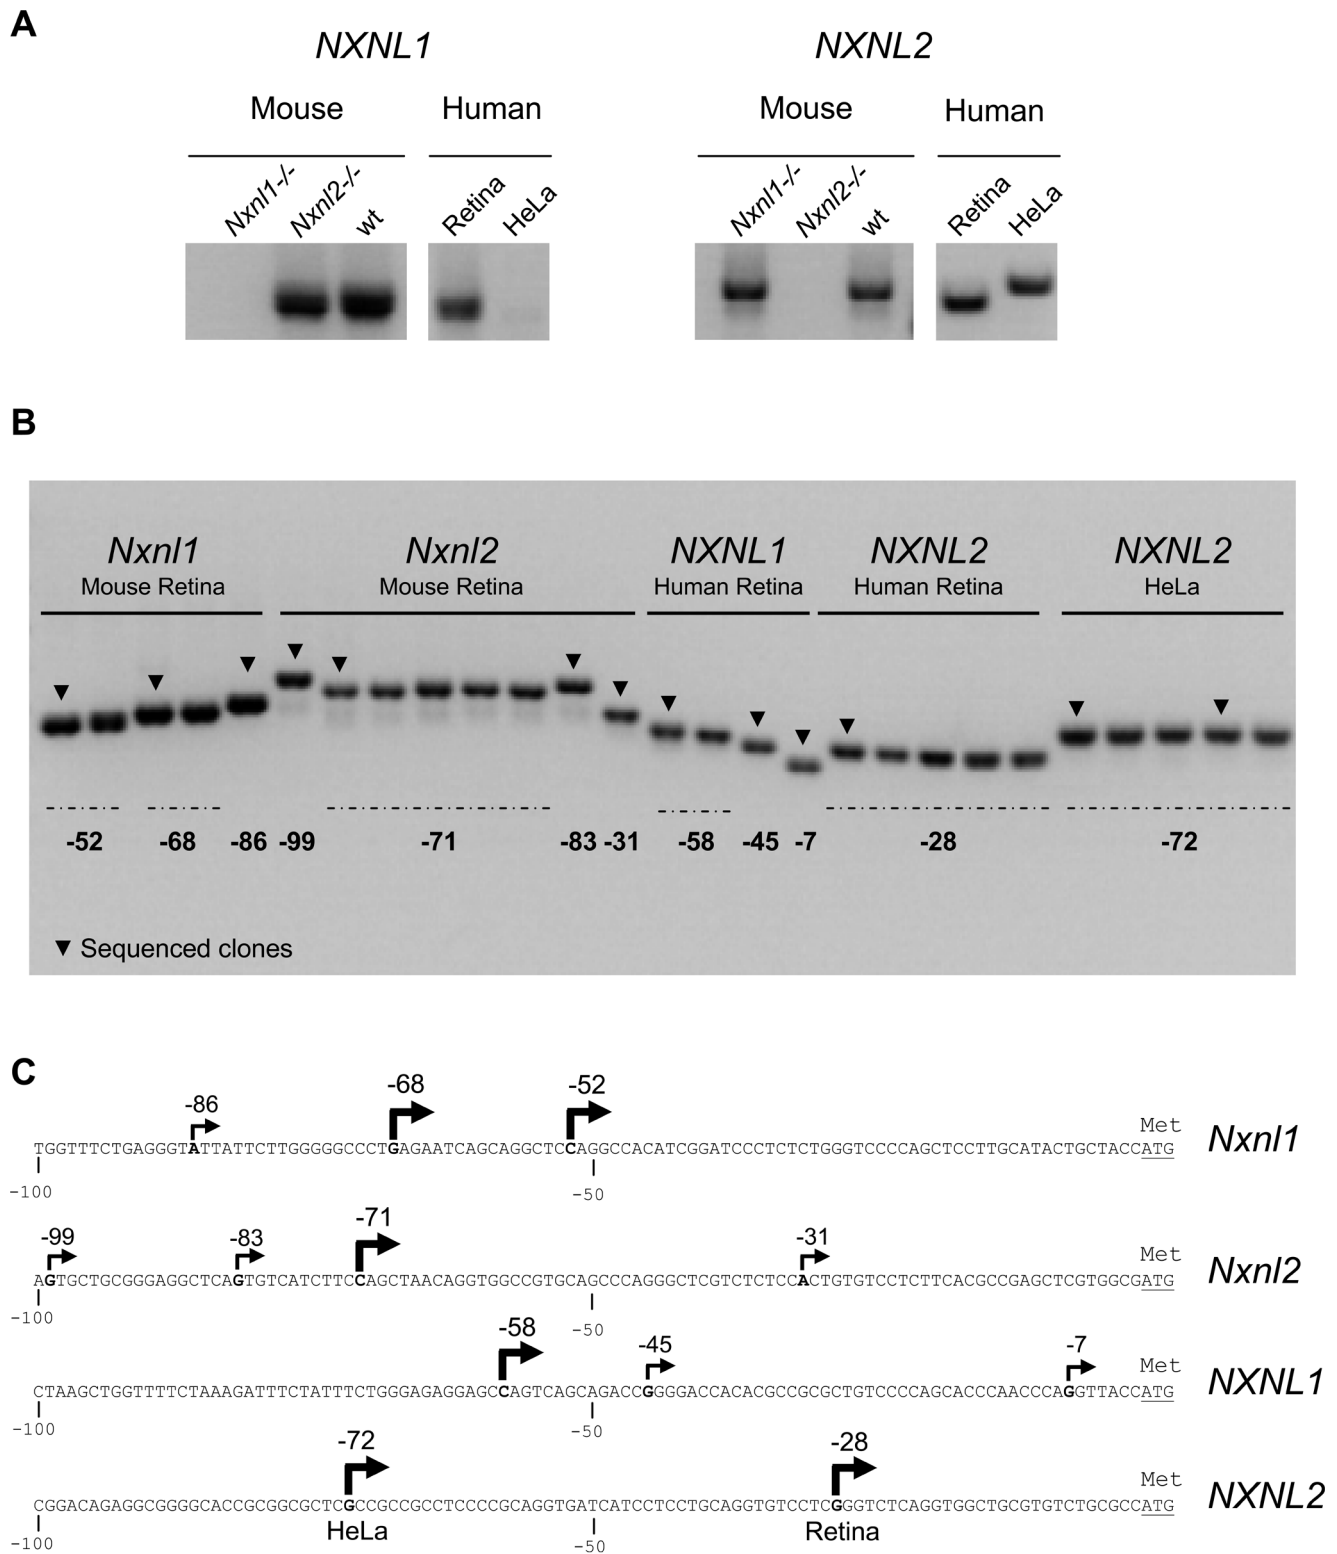 A
NXNL1
NXNL2
Mouse
Human
Mouse
Human
Nxnl1-/-
Nxnl2-/-
wt
Retina
HeLa
Nxnl1-/-
Nxnl2-/-
wt
Retina
HeLa
B
Nxnl1
Nxnl2
NXNL1
NXNL2
NXNL2
Mouse Retina
Mouse Retina
Human Retina
Human Retina
HeLa
-52 -68 -86 -99 -71 -83 -31 -58 -45 -7 -28 -72
▼ Sequenced clones
C
-86 -68 -52
Met
TGGTTTCTGAGGGTATTATTCTTGGGGGCCCTGAGAATCAGCAGGCTCCAGGCCACATCGGATCCCTCTCTGGGTCCCCAGCTCCTTGCATACTGCTACCATG
Nxnl1
-100 -50
-99 -83 -71 -31
Met
AGTGCTGCGGGAGGCTCAGTGTCATCTTCCAGCTAACAGGTGGCCGTGCAGCCCAGGGCTCGTCTCTCCACTGTGTCCTCTTCACGCCGAGCTCGTGGCGATG
Nxnl2
-100 -50
-58 -45 -7
Met
CTAAGCTGGTTTTCTAAAGATTTCTATTTCTGGGAGAGGAGCCAGTCAGCAGACCGGGGACCACACGCCGCGCTGTCCCCAGCACCCAACCCAGGTTACCATG
NXNL1
-100 -50
-72 -28
Met
CGGACAGAGGCGGGGCACCGCGGCGCTCGCCGCCGCCTCCCCGCAGGTGATCATCCTCCTGCAGGTGTCCTCGGGTCTCAGGTGGCTGCGTGTCTGCGCCATG
NXNL2
HeLa
Retina
-100 -50